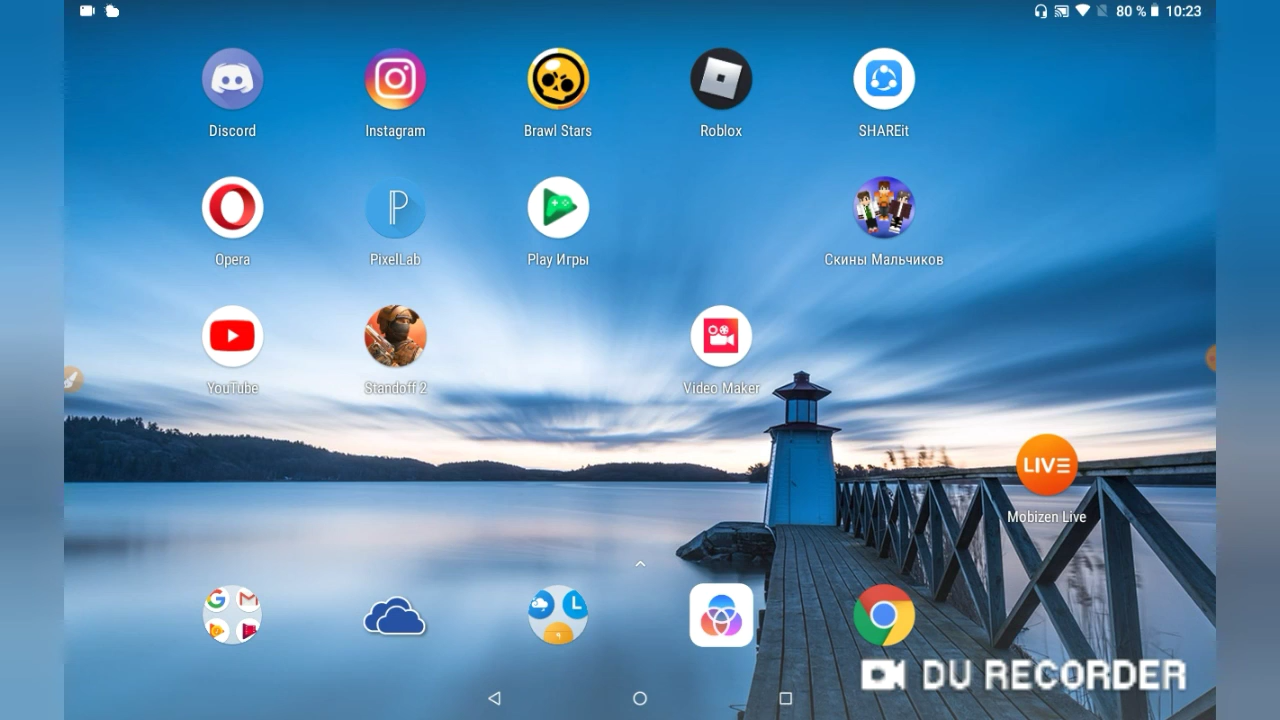 80 % 10:23
Discord Instagram Brawl Stars Roblox SHAREit
Opera PixelLab Play Игры Скины Мальчиков
YouTube Standoff 2 Video Maker
LIVE
Mobizen Live
DU RECORDER